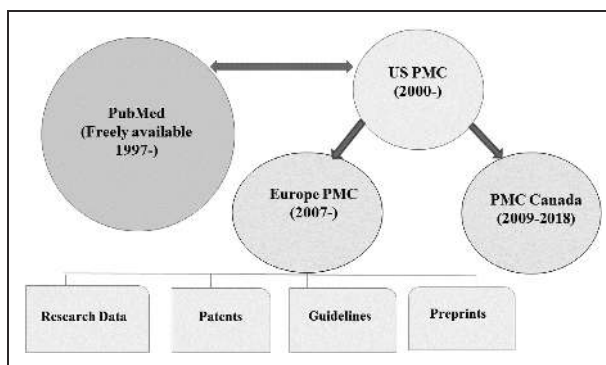 US PMC
(2000-)
PubMed
(Freely available
1997-)
Europe PMC
(2007-)
PMC Canada
(2009-2018)
Research Data
Patents
Guidelines
Preprints